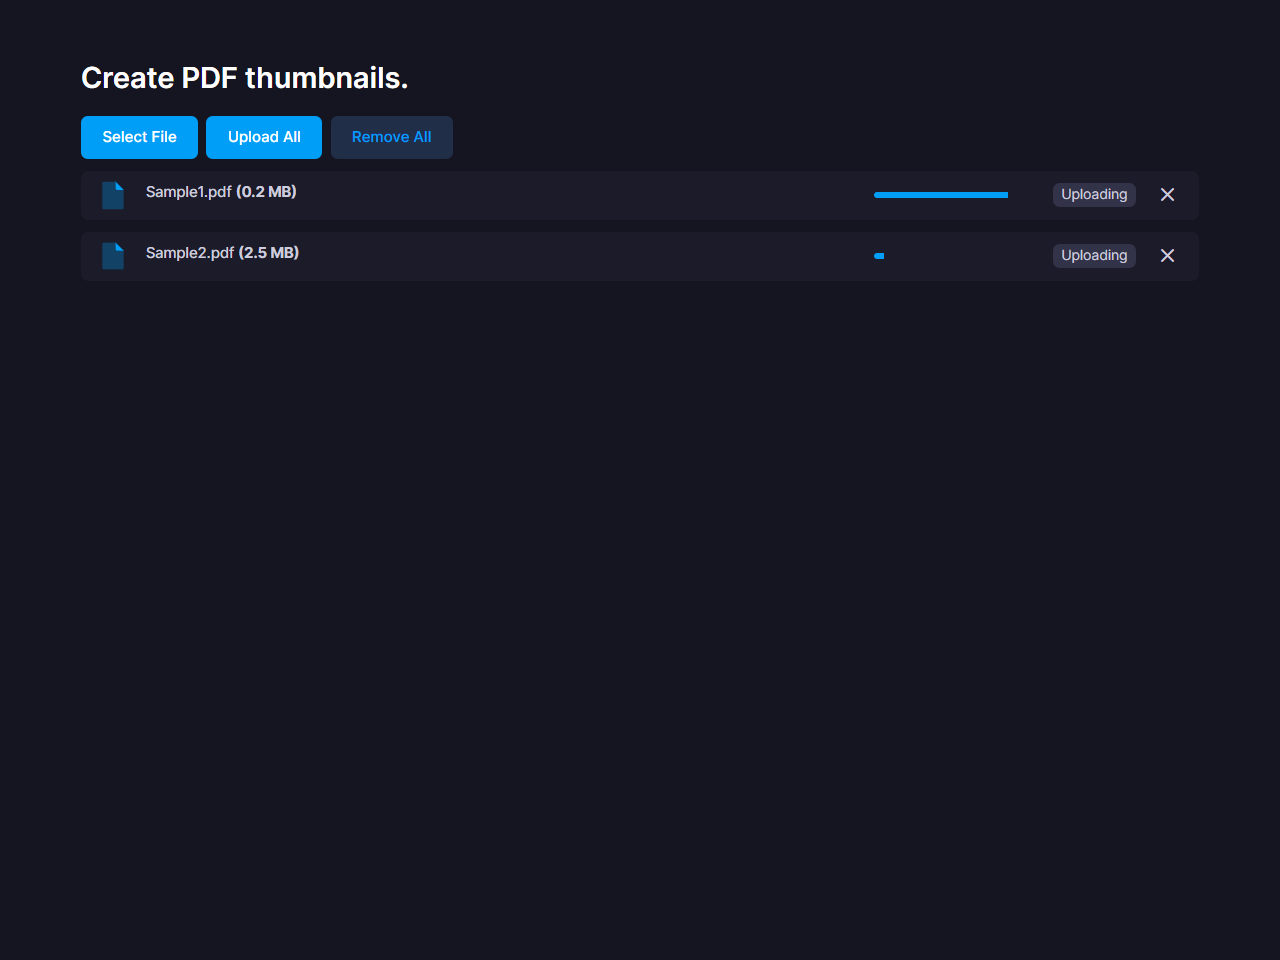 Create PDF thumbnails.
Select File Upload All Remove All
Sample1.pdf (0.2 MB) Uploading
Sample2.pdf (2.5 MB) Uploading